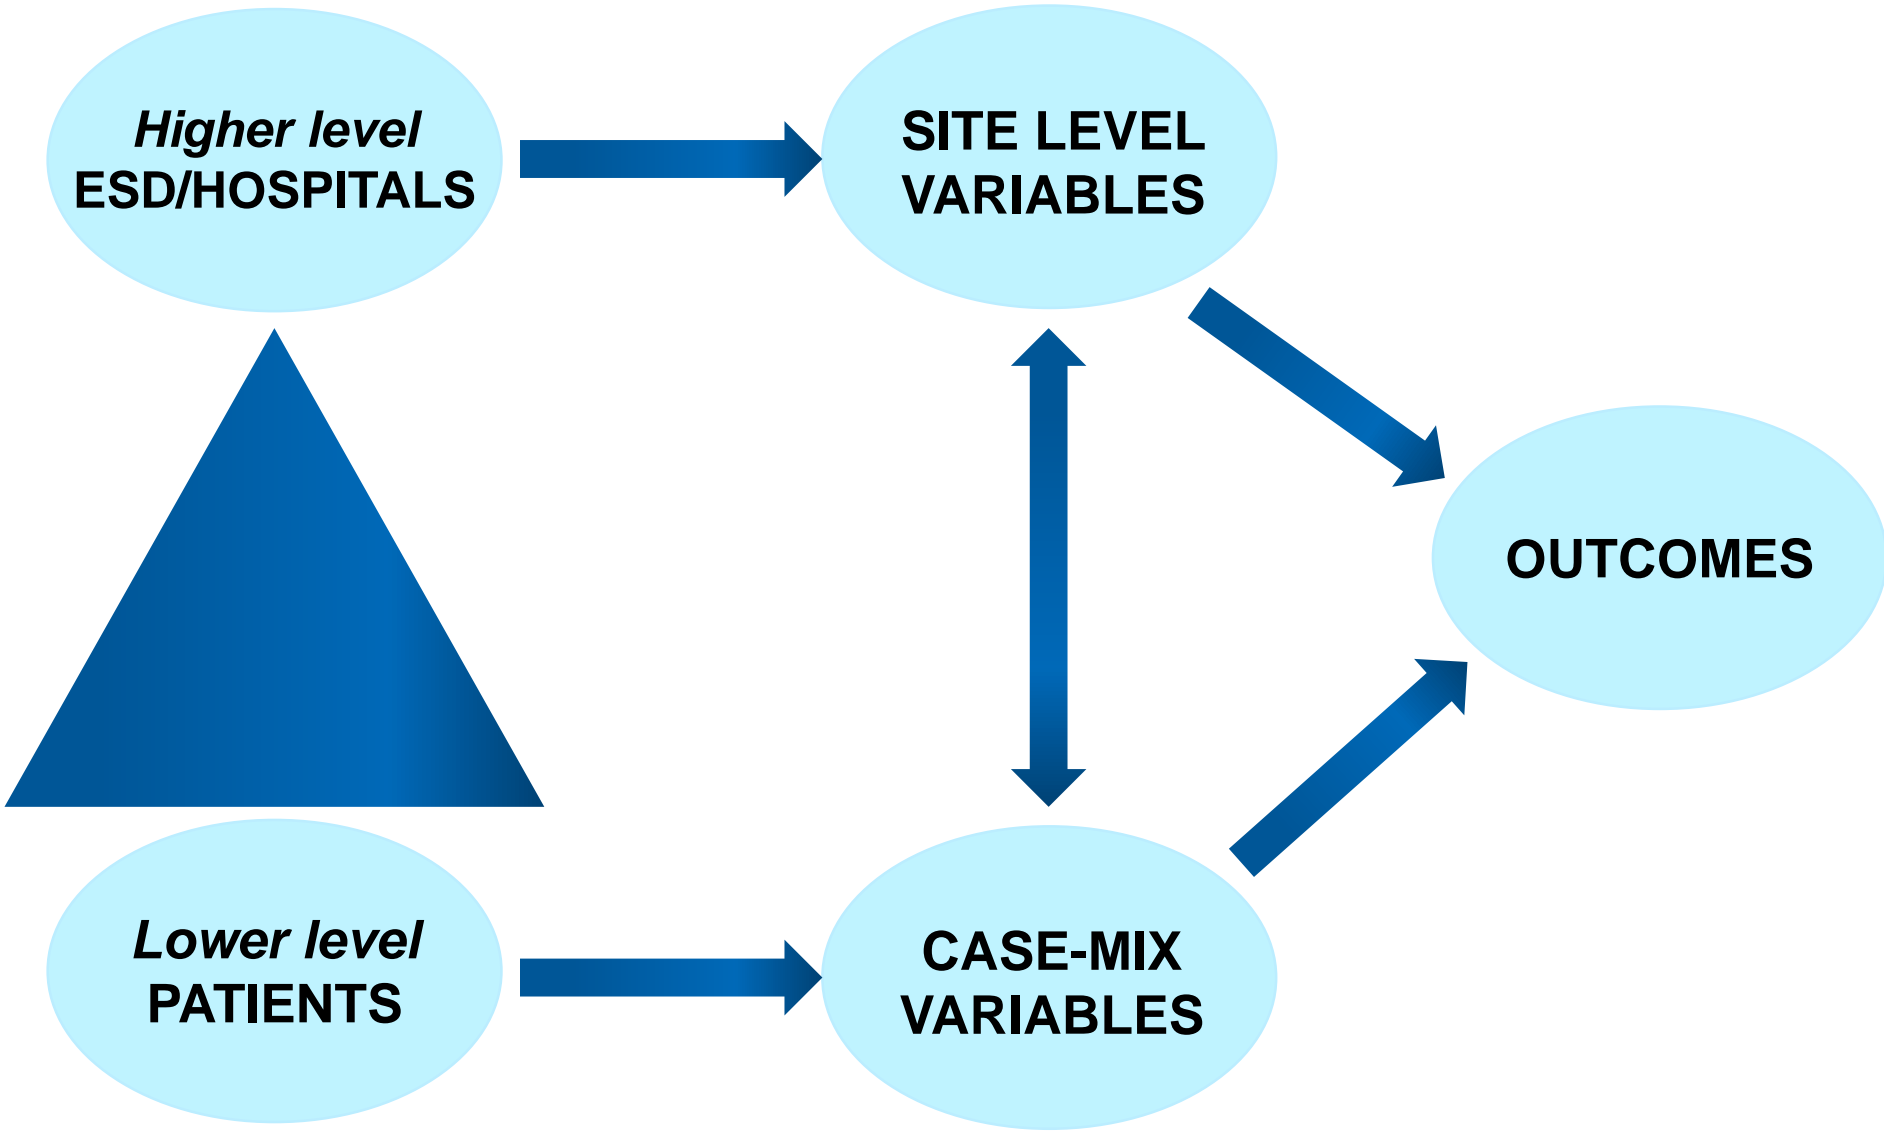 Higher level
ESD/HOSPITALS
SITE LEVEL
VARIABLES
OUTCOMES
Lower level
PATIENTS
CASE-MIX
VARIABLES